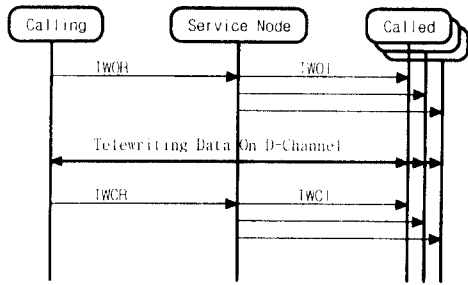 Calling
Service Node
Called
TWOR
TWOI
Telewriting Data On D-Channel
TWCR
TWCI